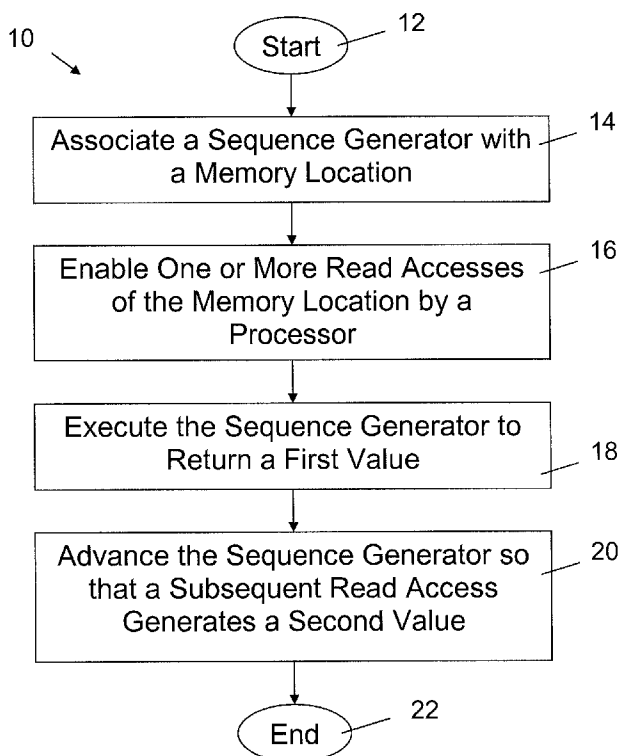 10
Start
12
Associate a Sequence Generator with
a Memory Location
14
Enable One or More Read Accesses
of the Memory Location by a
Processor
16
Execute the Sequence Generator to
Return a First Value
18
Advance the Sequence Generator so
that a Subsequent Read Access
Generates a Second Value
20
End
22